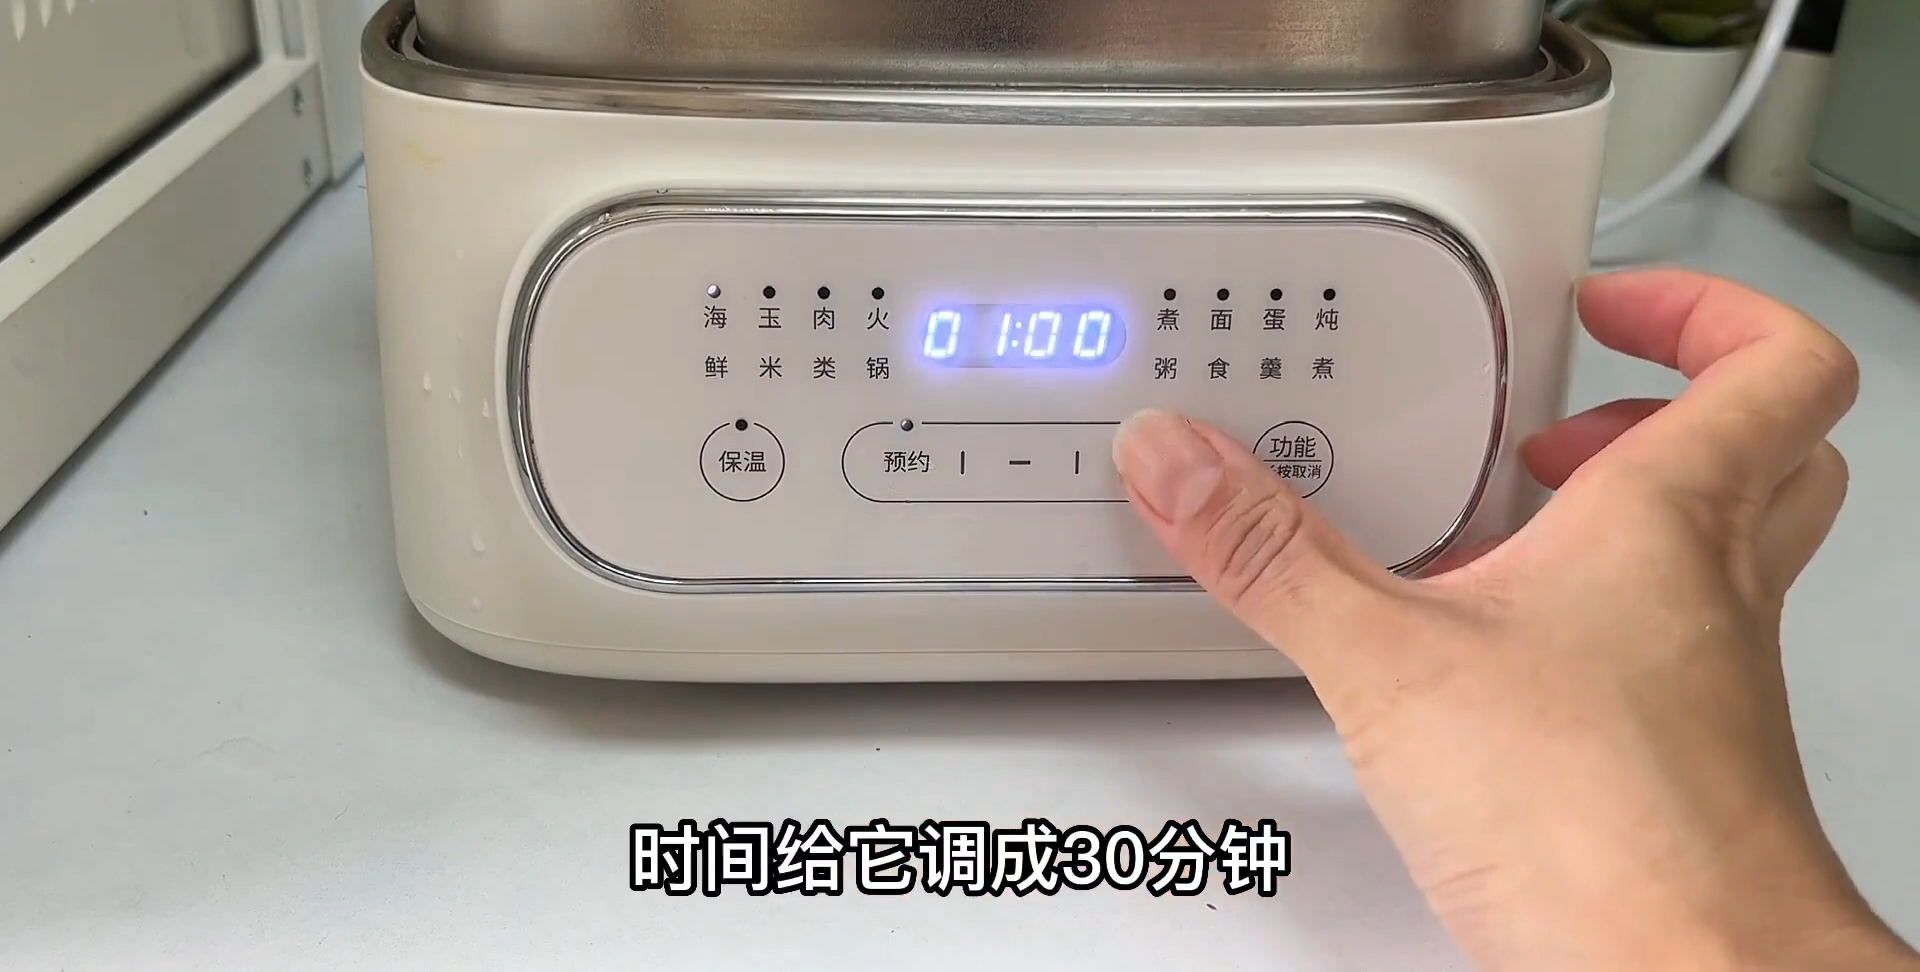 海鲜 玉米 肉类 火锅 01:00 煮粥 面食 蛋羹 炖煮
保温 预约 | — | 功能
按取消
时间给它调成30分钟